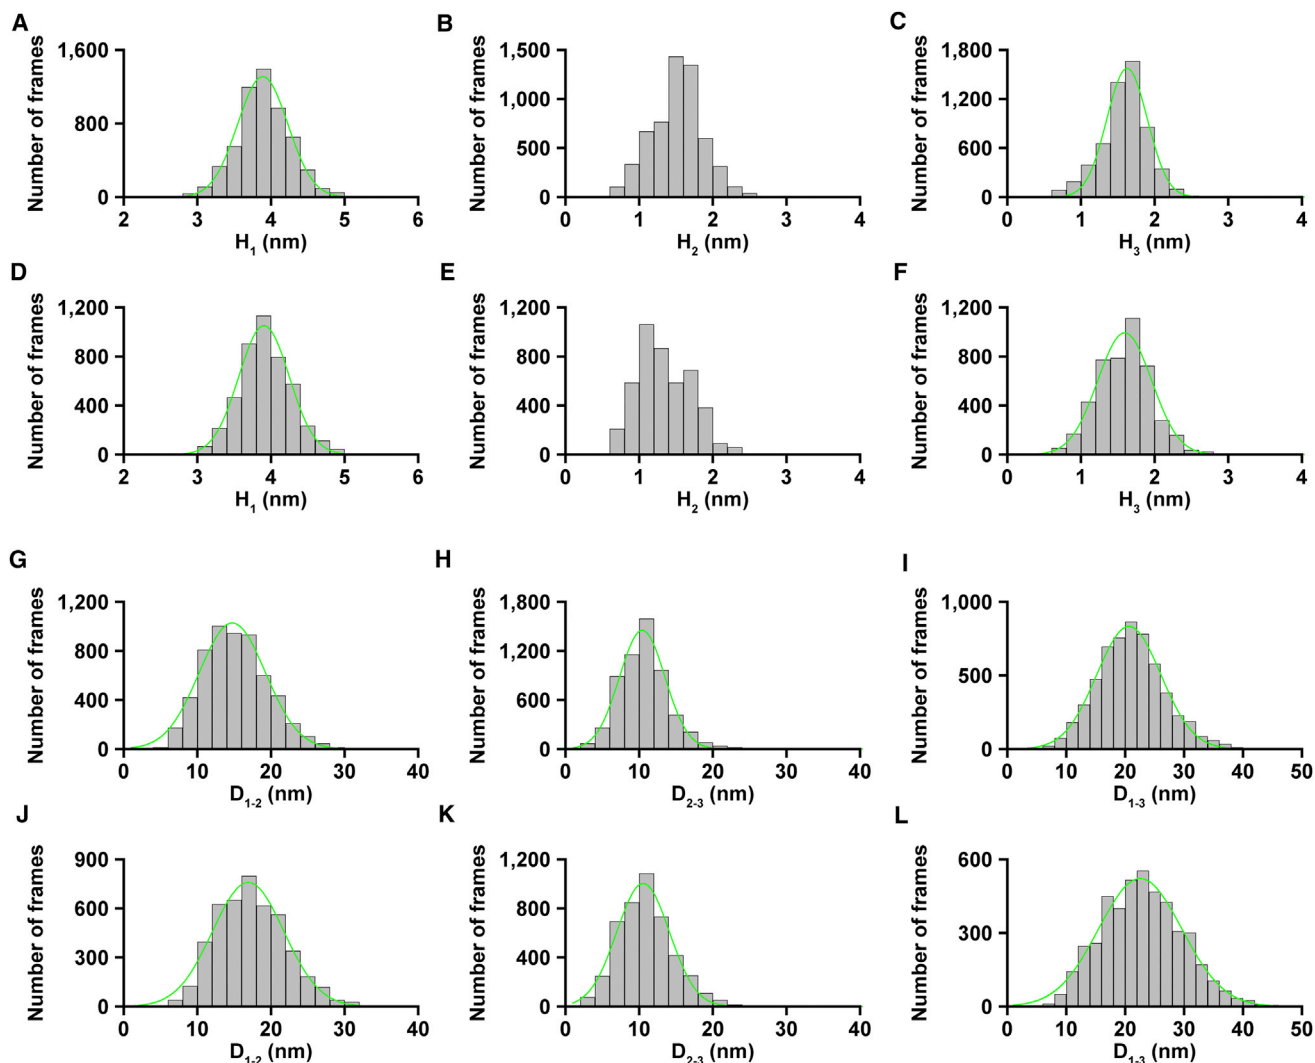 A
B
C
Number of frames
1,600
800
0
2
3
4
5
6
H1 (nm)
Number of frames
1,500
1,000
500
0
0
1
2
3
4
H2 (nm)
Number of frames
1,800
1,200
600
0
0
1
2
3
4
H3 (nm)
D
E
F
Number of frames
1,200
800
400
0
2
3
4
5
6
H1 (nm)
Number of frames
1,200
800
400
0
0
1
2
3
4
H2 (nm)
Number of frames
1,200
800
400
0
0
1
2
3
4
H3 (nm)
G
H
I
Number of frames
1,200
800
400
0
0
10
20
30
40
D1-2 (nm)
Number of frames
1,800
1,200
600
0
0
10
20
30
40
D2-3 (nm)
Number of frames
1,000
500
0
0
10
20
30
40
50
D1-3 (nm)
J
K
L
Number of frames
900
600
300
0
0
10
20
30
40
D1-2 (nm)
Number of frames
1,200
800
400
0
0
10
20
30
40
D2-3 (nm)
Number of frames
600
300
0
0
10
20
30
40
50
D1-3 (nm)